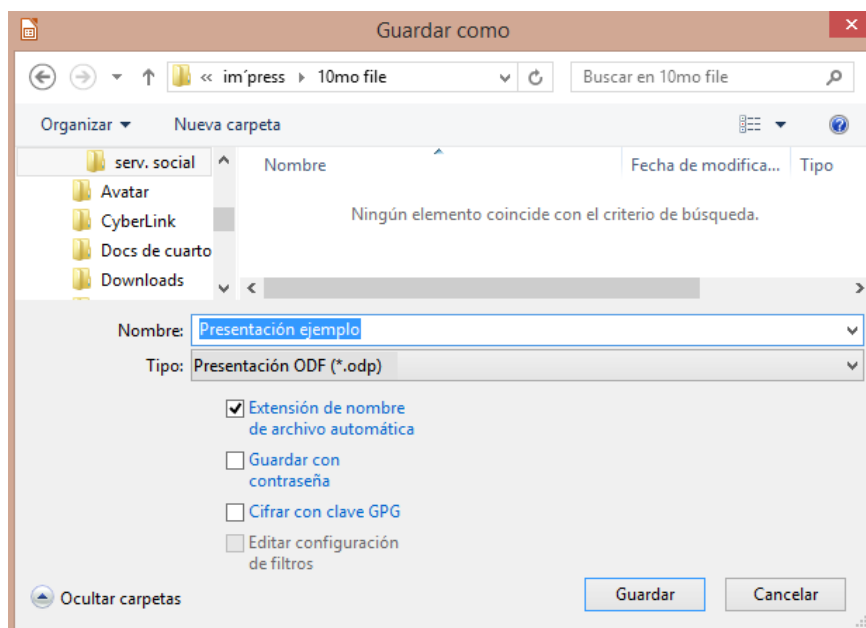 Guardar como
« im´press 10mo file
Buscar en 10mo file
Organizar
Nueva carpeta
serv. social
Avatar
CyberLink
Docs de cuarto
Downloads
Nombre
Fecha de modifica...
Tipo
Ningún elemento coincide con el criterio de búsqueda.
Nombre: Presentación ejemplo
Tipo: Presentación ODF (*.odp)
Extensión de nombre
de archivo automática
Guardar con
contraseña
Cifrar con clave GPG
Editar configuración
de filtros
Ocultar carpetas
Guardar
Cancelar